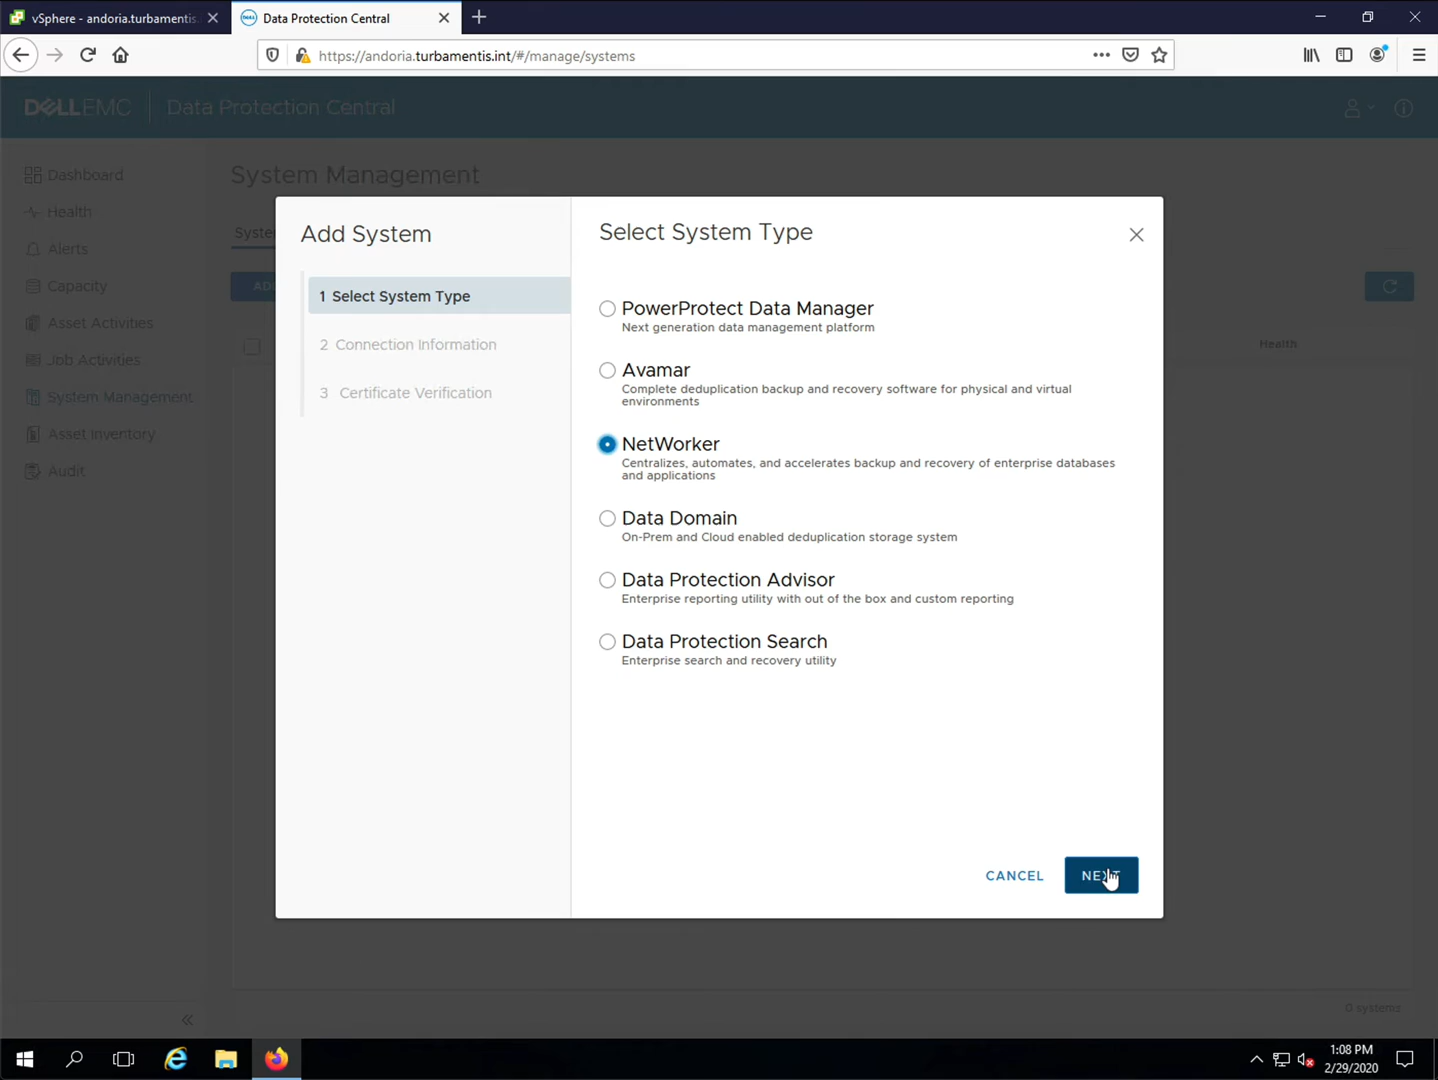 vSphere - andoria.turbamentis.
Data Protection Central
https://andoria.turbamentis.int/#/manage/systems
DELLEMC
Data Protection Central
Dashboard
Health
Alerts
Capacity
Asset Activities
Job Activities
System Management
Asset Inventory
Audit
System Management
Syste
AD
Health
0 systems
Add System
1 Select System Type
2 Connection Information
3 Certificate Verification
Select System Type
PowerProtect Data Manager
Next generation data management platform
Avamar
Complete deduplication backup and recovery software for physical and virtual
environments
NetWorker
Centralizes, automates, and accelerates backup and recovery of enterprise databases
and applications
Data Domain
On-Prem and Cloud enabled deduplication storage system
Data Protection Advisor
Enterprise reporting utility with out of the box and custom reporting
Data Protection Search
Enterprise search and recovery utility
CANCEL
NEXT
1:08 PM
2/29/2020